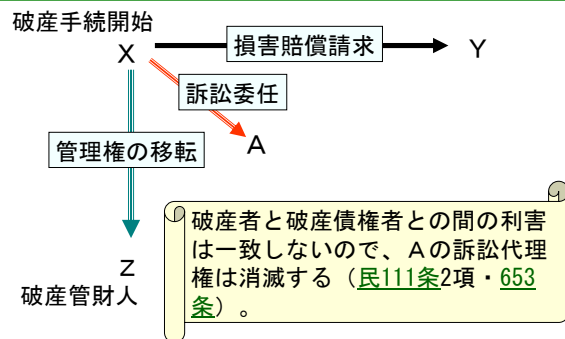 破産手続開始
X
損害賠償請求
Y
訴訟委任
A
管理権の移転
Z
破産管財人
破産者と破産債権者との間の利害
は一致しないので、Aの訴訟代理
権は消滅する(民111条2項・653
条)。